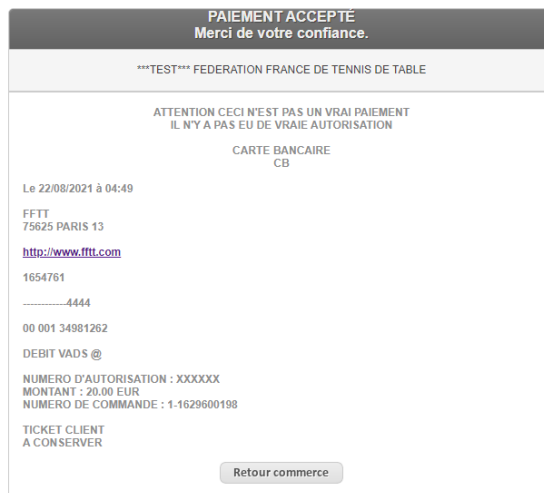 PAIEMENT ACCEPTÉ
Merci de votre confiance.
***TEST*** FEDERATION FRANCE DE TENNIS DE TABLE
ATTENTION CECI N'EST PAS UN VRAI PAIEMENT
IL N'Y A PAS EU DE VRAIE AUTORISATION
CARTE BANCAIRE
CB
Le 22/08/2021 à 04:49
FFTT
75625 PARIS 13
http://www.fftt.com
1654761
------------4444
00 001 34981262
DEBIT VADS @
NUMERO D'AUTORISATION : XXXXXX
MONTANT : 20.00 EUR
NUMERO DE COMMANDE : 1-1629600198
TICKET CLIENT
A CONSERVER
Retour commerce